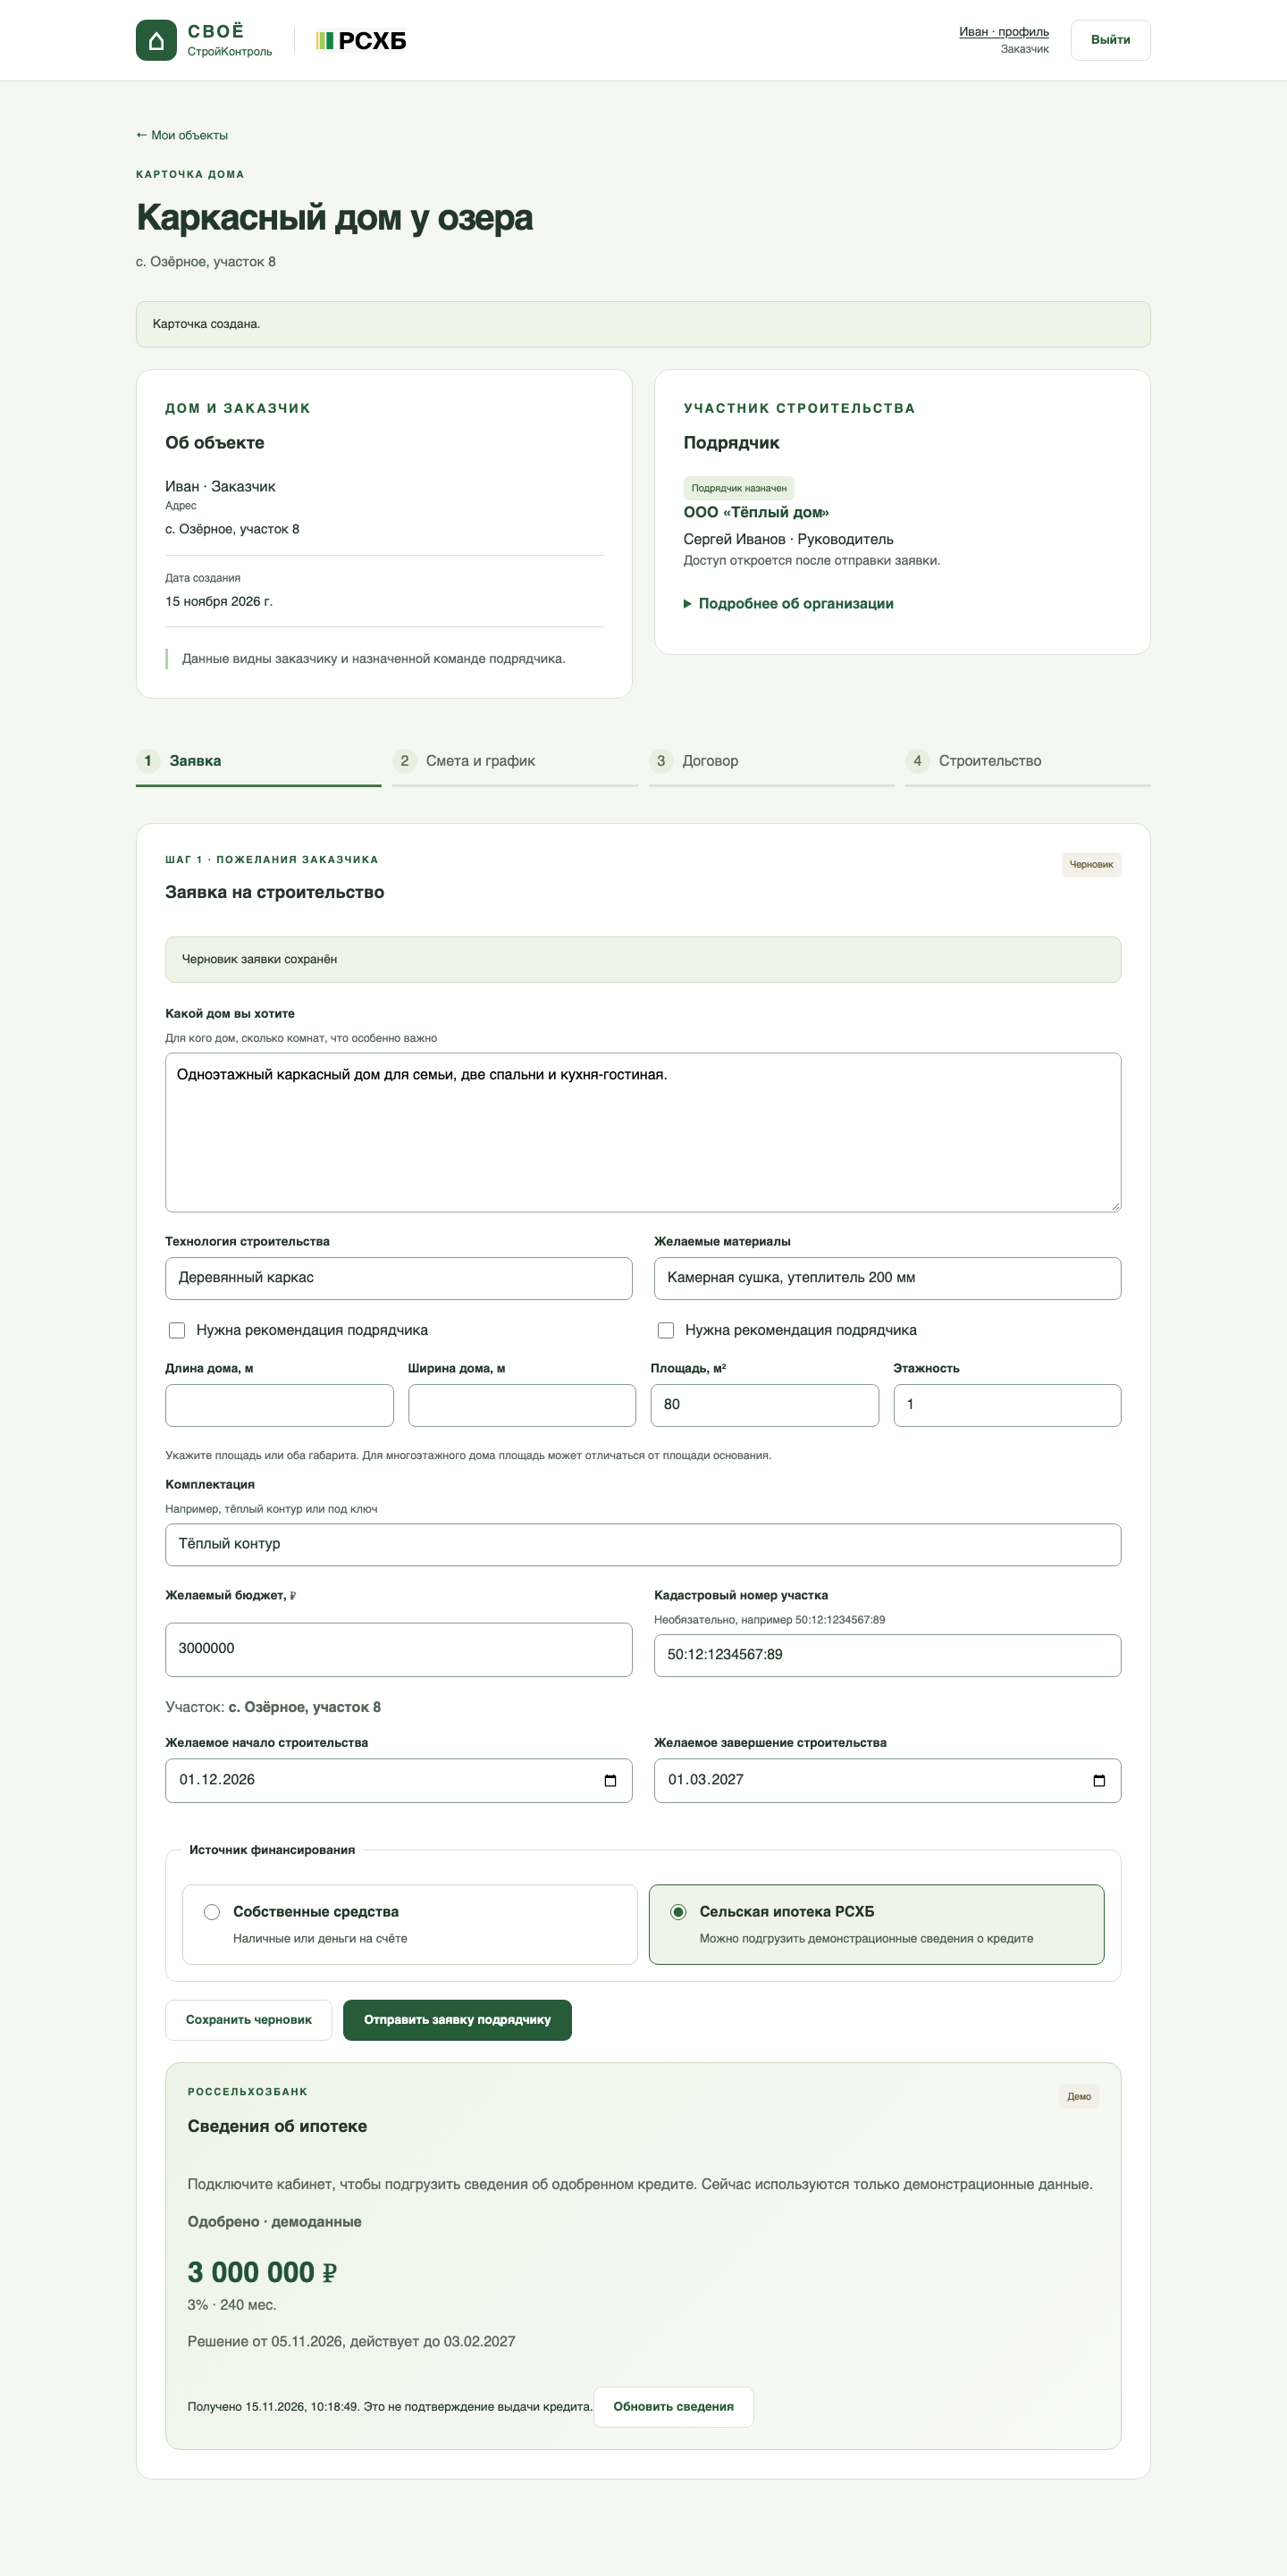 СВОЁ
СтройКонтроль
РСХБ
Иван · профиль
Заказчик
Выйти
← Мои объекты
КАРТОЧКА ДОМА
Каркасный дом у озера
с. Озёрное, участок 8
Карточка создана.
ДОМ И ЗАКАЗЧИК
Об объекте
Иван · Заказчик
Адрес
с. Озёрное, участок 8
Дата создания
15 ноября 2026 г.
Данные видны заказчику и назначенной команде подрядчика.
УЧАСТНИК СТРОИТЕЛЬСТВА
Подрядчик
Подрядчик назначен
ООО «Тёплый дом»
Сергей Иванов · Руководитель
Доступ откроется после отправки заявки.
▶ Подробнее об организации
1 Заявка
2 Смета и график
3 Договор
4 Строительство
ШАГ 1 · ПОЖЕЛАНИЯ ЗАКАЗЧИКА
Черновик
Заявка на строительство
Черновик заявки сохранён
Какой дом вы хотите
Для кого дом, сколько комнат, что особенно важно
Одноэтажный каркасный дом для семьи, две спальни и кухня-гостиная.
Технология строительства
Деревянный каркас
Нужна рекомендация подрядчика
Желаемые материалы
Камерная сушка, утеплитель 200 мм
Нужна рекомендация подрядчика
Длина дома, м
Ширина дома, м
Площадь, м²
80
Этажность
1
Укажите площадь или оба габарита. Для многоэтажного дома площадь может отличаться от площади основания.
Комплектация
Например, тёплый контур или под ключ
Тёплый контур
Желаемый бюджет, ₽
3000000
Кадастровый номер участка
Необязательно, например 50:12:1234567:89
50:12:1234567:89
Участок: с. Озёрное, участок 8
Желаемое начало строительства
01.12.2026
Желаемое завершение строительства
01.03.2027
Источник финансирования
Собственные средства
Наличные или деньги на счёте
Сельская ипотека РСХБ
Можно подгрузить демонстрационные сведения о кредите
Сохранить черновик
Отправить заявку подрядчику
РОССЕЛЬХОЗБАНК
Демо
Сведения об ипотеке
Подключите кабинет, чтобы подгрузить сведения об одобренном кредите. Сейчас используются только демонстрационные данные.
Одобрено · демоданные
3 000 000 ₽
3% · 240 мес.
Решение от 05.11.2026, действует до 03.02.2027
Получено 15.11.2026, 10:18:49. Это не подтверждение выдачи кредита.
Обновить сведения